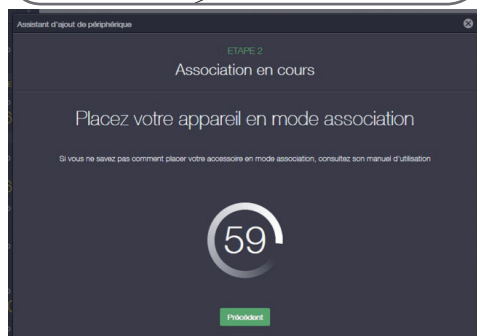 Assistant d'ajout de périphérique
ETAPE 2
Association en cours
Placez votre appareil en mode association
Si vous ne savez pas comment placer votre accessoire en mode association, consultez son manuel d'utilisation
59
Précédent